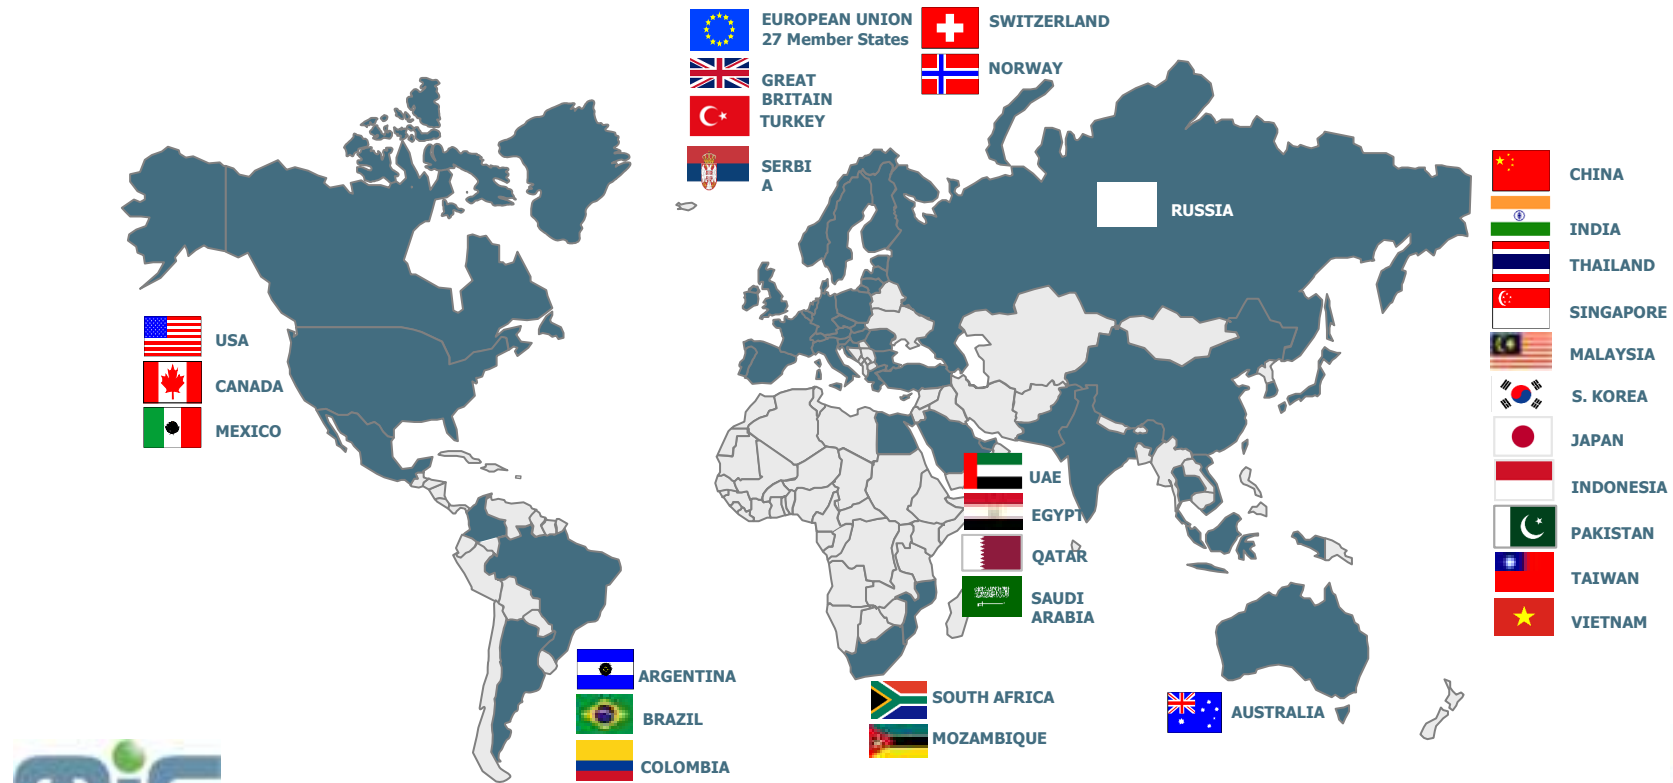 EUROPEAN UNION
27 Member States
SWITZERLAND
GREAT
BRITAIN
NORWAY
TURKEY
SERBI
A
RUSSIA
CHINA
INDIA
THAILAND
SINGAPORE
MALAYSIA
S. KOREA
JAPAN
INDONESIA
PAKISTAN
TAIWAN
VIETNAM
USA
CANADA
MEXICO
UAE
EGYPT
QATAR
SAUDI
ARABIA
ARGENTINA
BRAZIL
COLOMBIA
SOUTH AFRICA
MOZAMBIQUE
AUSTRALIA